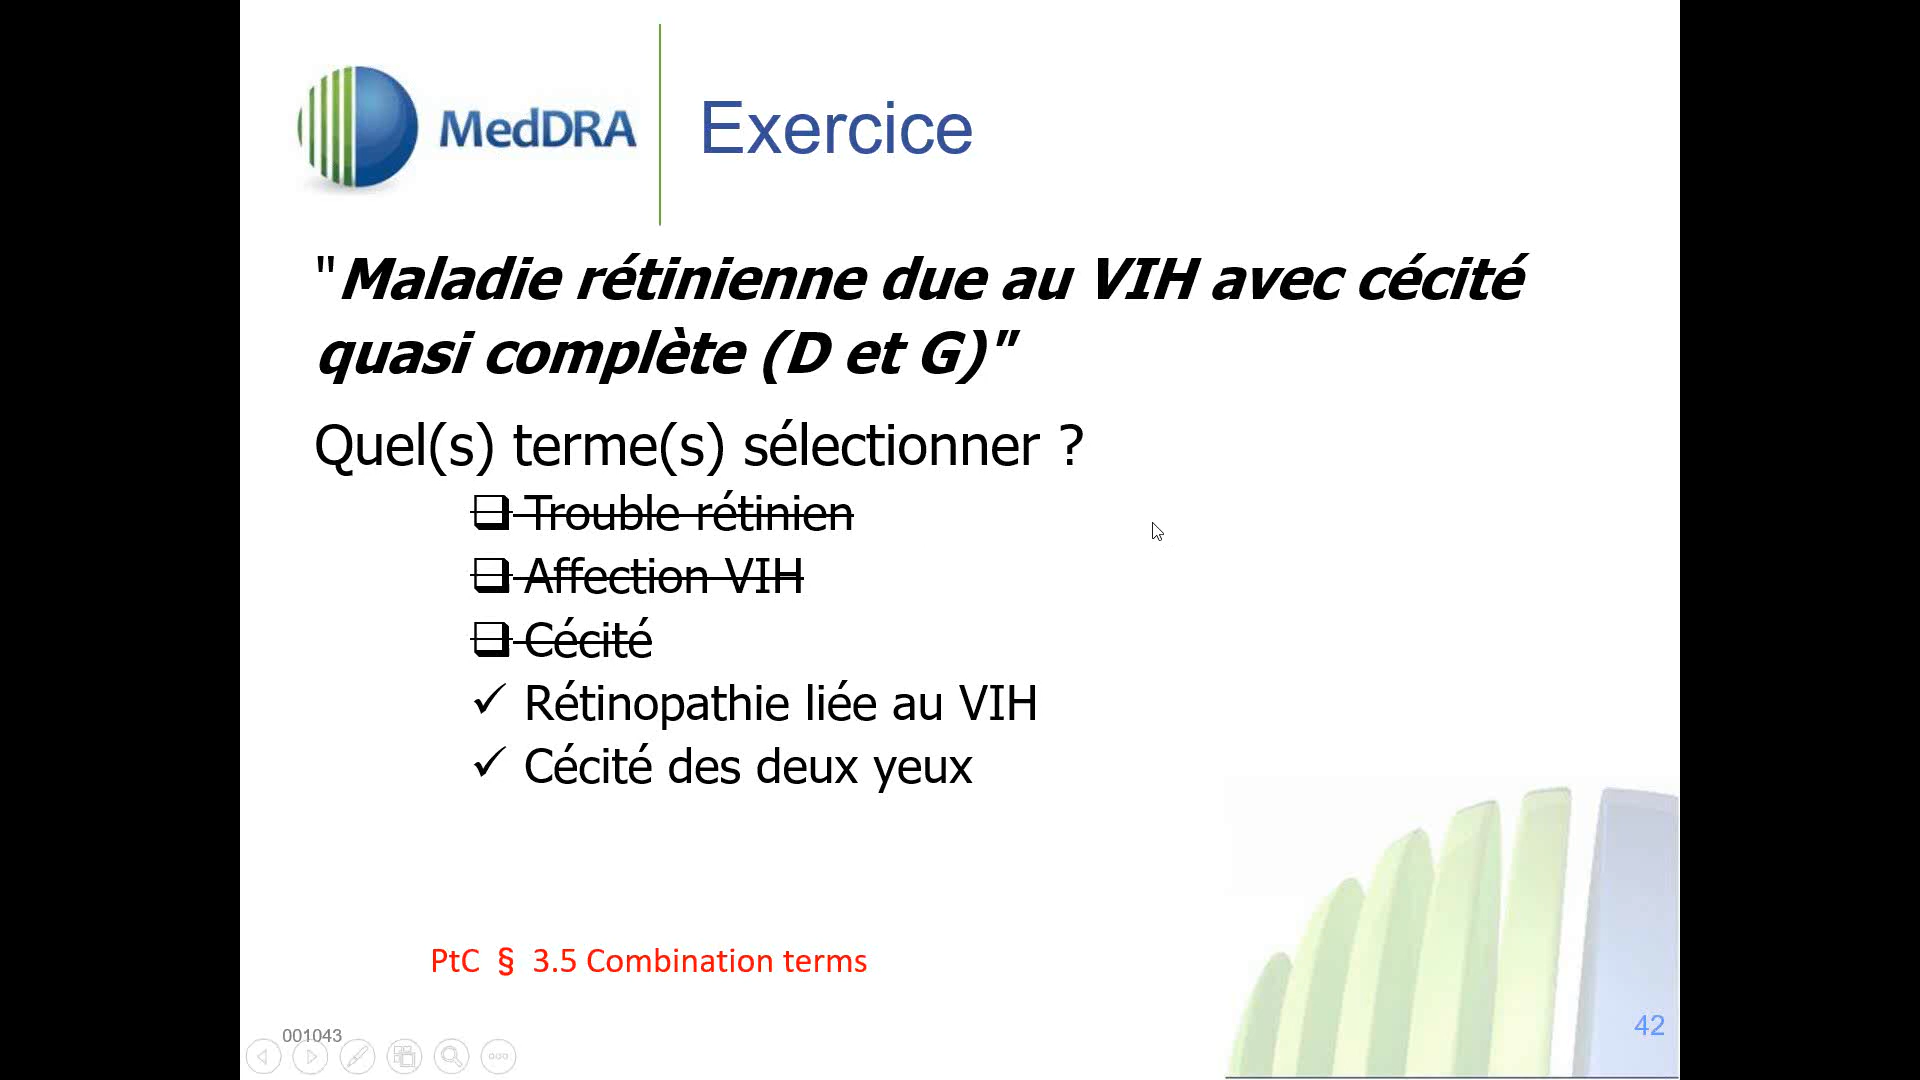 MedDRA
Exercice
"Maladie rétinienne due au VIH avec cécité
quasi complète (D et G)"
Quel(s) terme(s) sélectionner ?
Trouble rétinien
Affection VIH
Cécité
Rétinopathie liée au VIH
Cécité des deux yeux
PtC § 3.5 Combination terms
001043
42